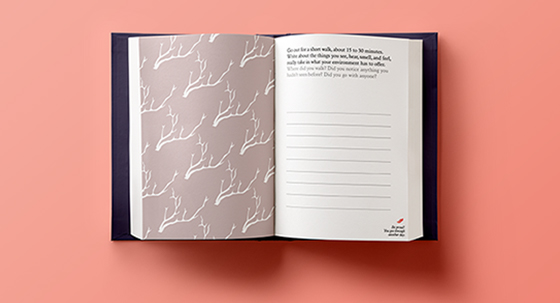 Go out for a short walk, about 15 to 30 minutes.
Write about the things you see, hear, smell, and feel,
really take in what your environment has to offer.
Where did you walk? Did you notice anything you
hadn't seen before? Did you go with anyone?
Be proud!
You got through
another day.